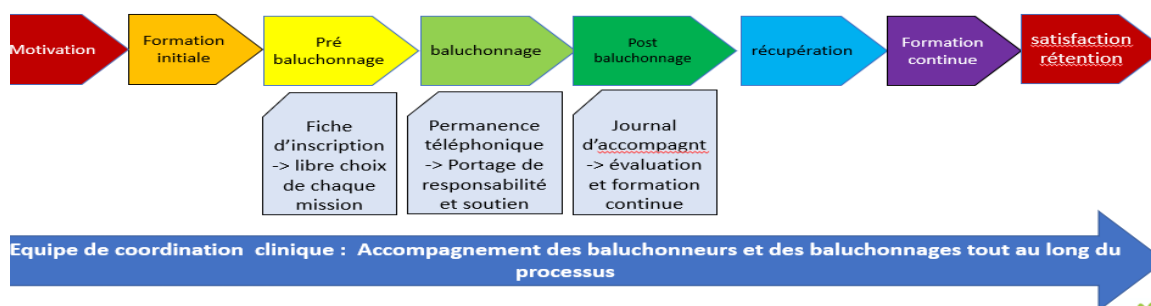 Motivation
Formation
initiale
Pré
baluchonnage
baluchonnage
Post
baluchonnage
récupération
Formation
continue
satisfaction
rétention
Fiche
d'inscription
-> libre choix
de chaque
mission
Permanence
téléphonique
-> Portage de
responsabilité
et soutien
Journal
d'accompagnt
-> évaluation
et formation
continue
Equipe de coordination clinique : Accompagnement des baluchonneurs et des baluchonnages tout au long du
processus